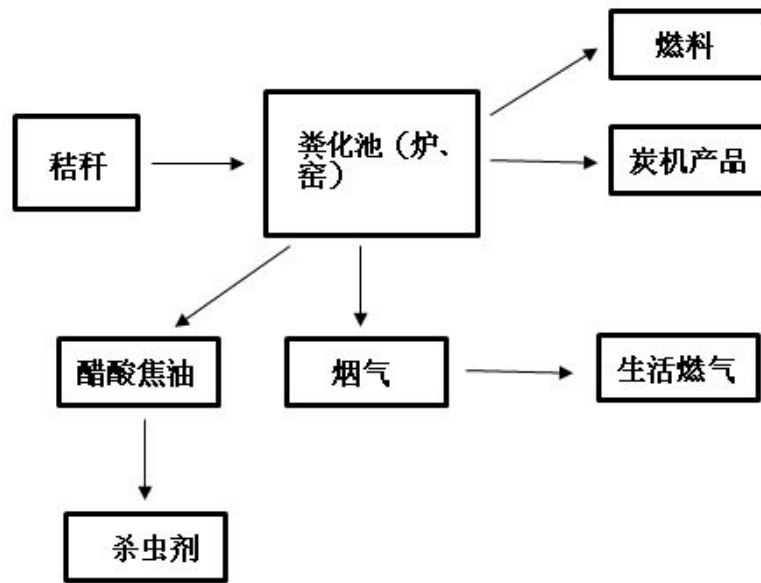 燃料
秸秆
粪化池（炉、
窑）
炭机产品
醋酸焦油
烟气
生活燃气
杀虫剂